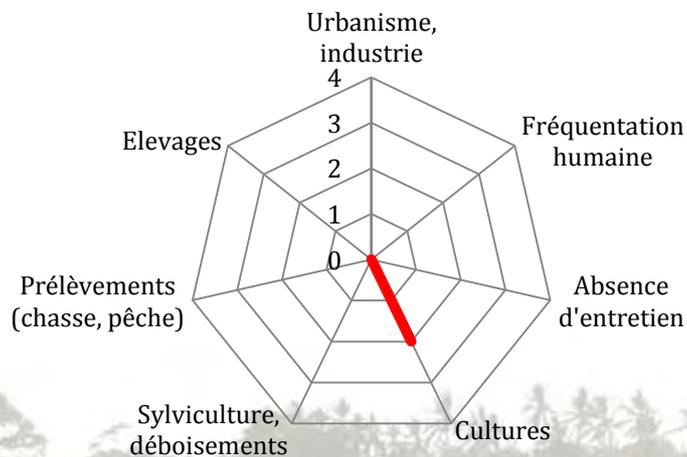 Urbanisme,
industrie
4
3
2
1
0
Fréquentation
humaine
Absence
d'entretien
Cultures
Sylviculture,
déboisements
Prélèvements
(chasse, pêche)
Elevages